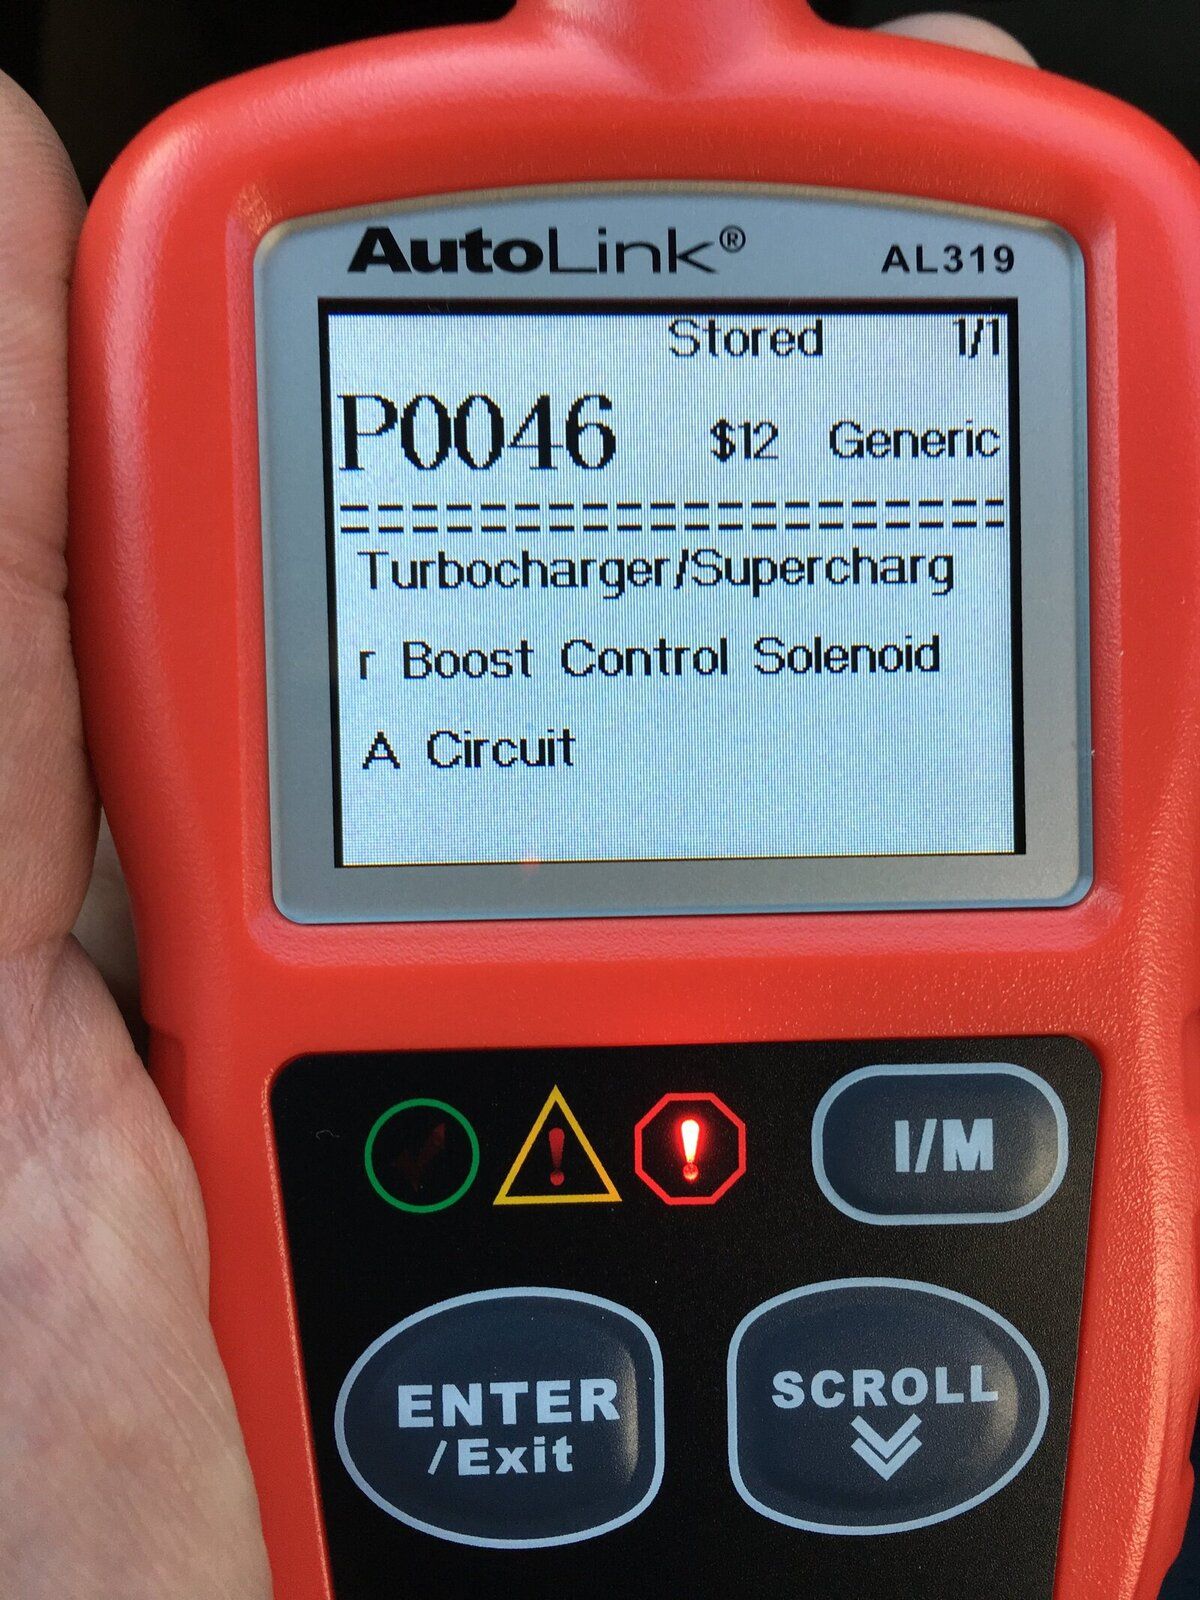 AutoLink® AL319
Stored 1/1
P0046 $12 Generic
====================
Turbocharger/Supercharg
r Boost Control Solenoid
A Circuit
I/M
ENTER
/Exit
SCROLL